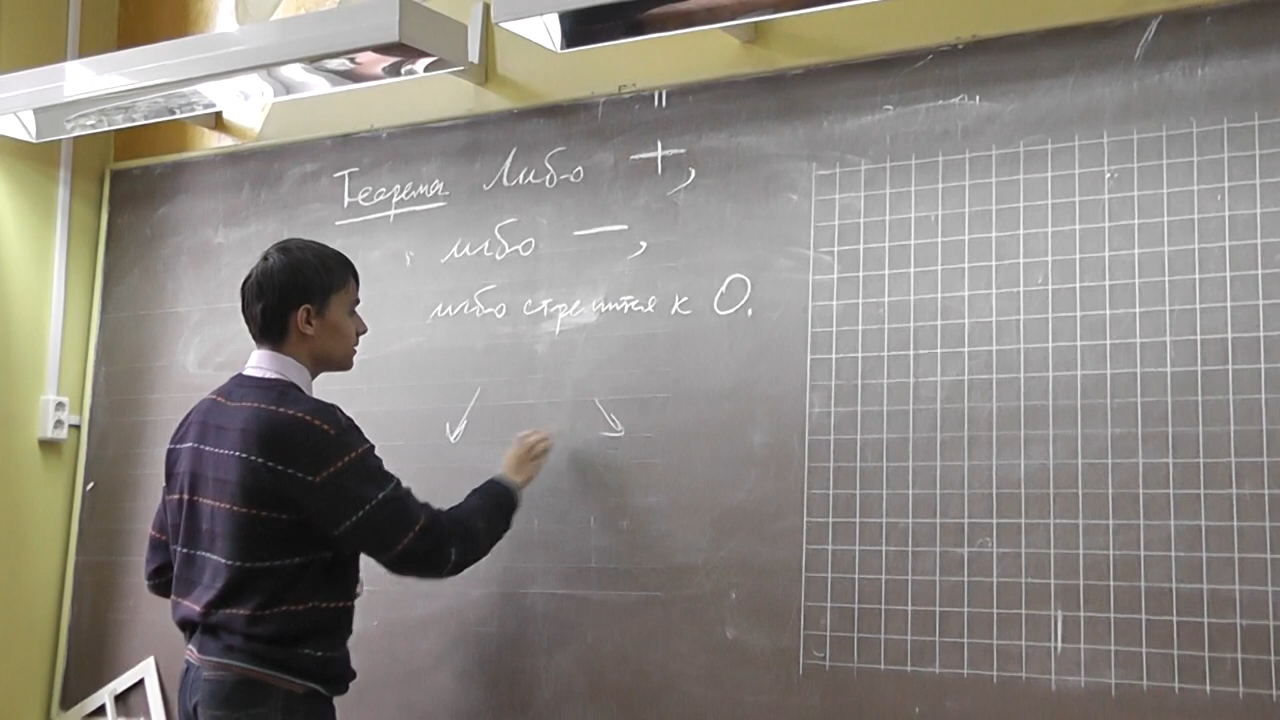 Теорема Либо +,
либо —,
либо стремится к 0.